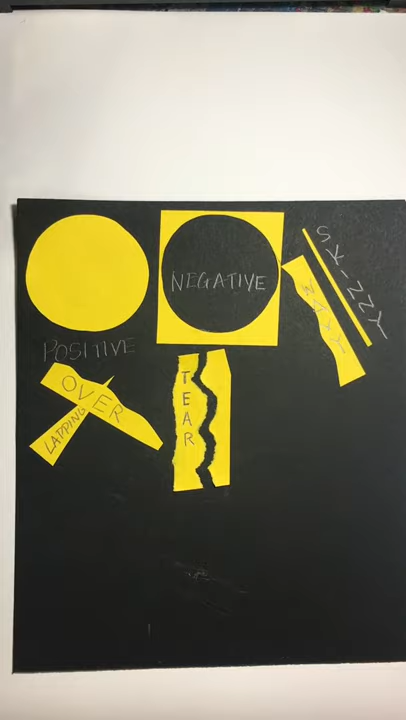 NEGATIVE
SKINNY
WAVY
POSITIVE
OVER
LAPPING
TEAR